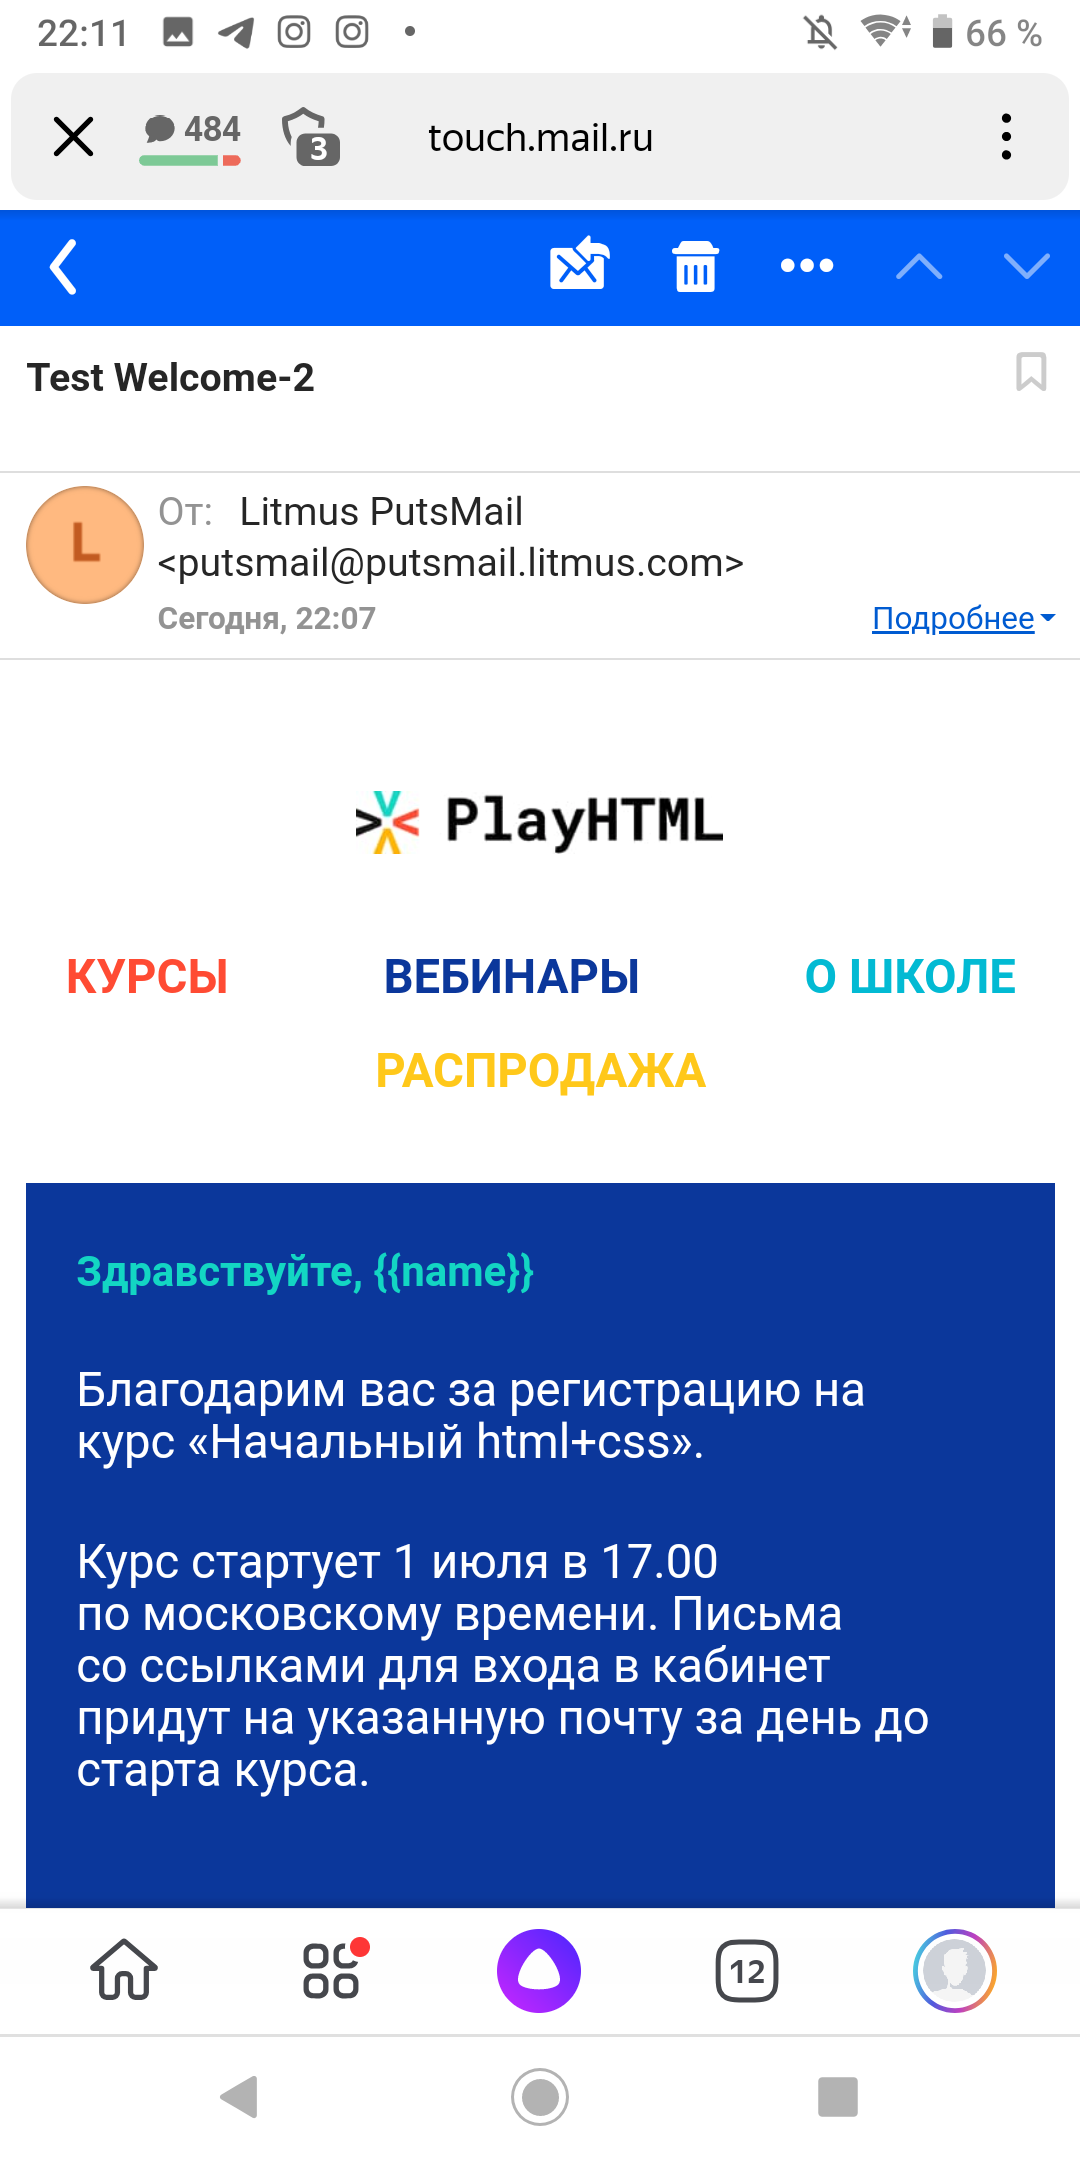 22:11
66 %
484
3
touch.mail.ru
Test Welcome-2
L
От: Litmus PutsMail
<putsmail@putsmail.litmus.com>
Сегодня, 22:07
Подробнее
PlayHTML
КУРСЫ
ВЕБИНАРЫ
О ШКОЛЕ
РАСПРОДАЖА
Здравствуйте, {{name}}
Благодарим вас за регистрацию на
курс «Начальный html+css».
Курс стартует 1 июля в 17.00
по московскому времени. Письма
со ссылками для входа в кабинет
придут на указанную почту за день до
старта курса.
12